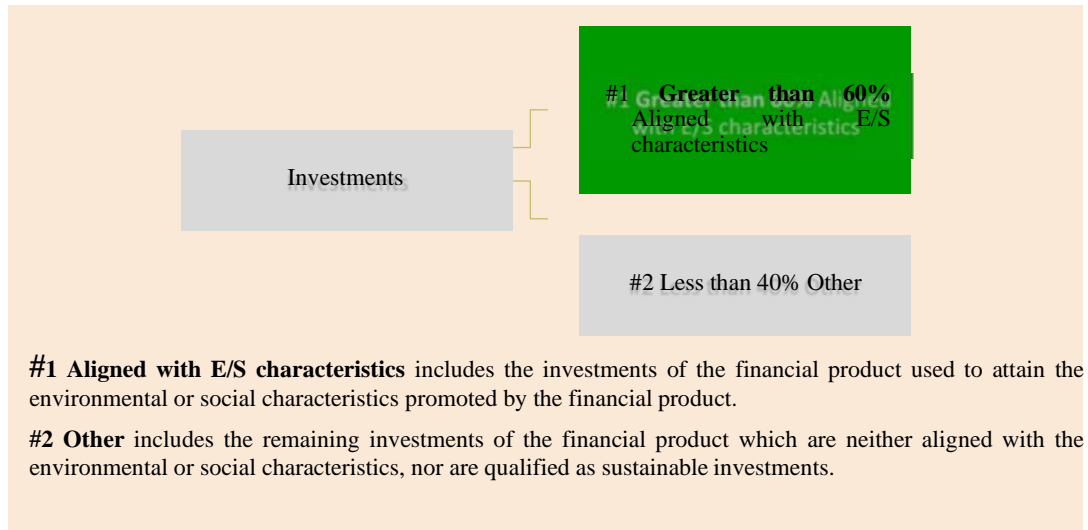 #1 Greater than 60%
Aligned with E/S
characteristics
Investments
#2 Less than 40% Other
#1 Aligned with E/S characteristics includes the investments of the financial product used to attain the
environmental or social characteristics promoted by the financial product.
#2 Other includes the remaining investments of the financial product which are neither aligned with the
environmental or social characteristics, nor are qualified as sustainable investments.